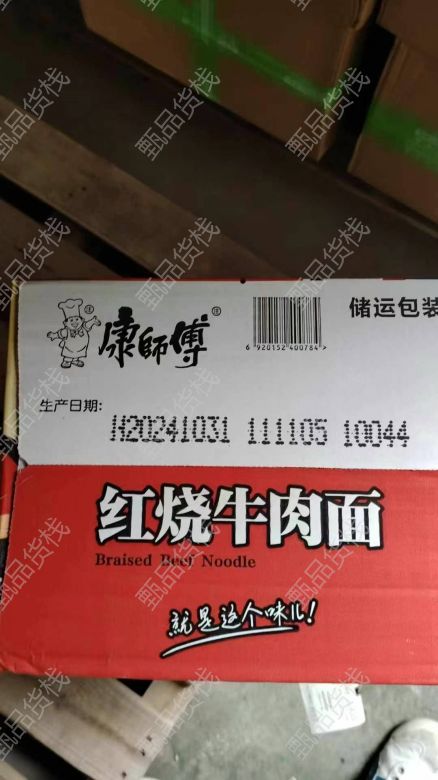 康師傅
6 920152 400784 >
储运包装
生产日期:
H20241031 111105 10044
红烧牛肉面
Braised Beef Noodle
就是这个味儿!
甄品货栈